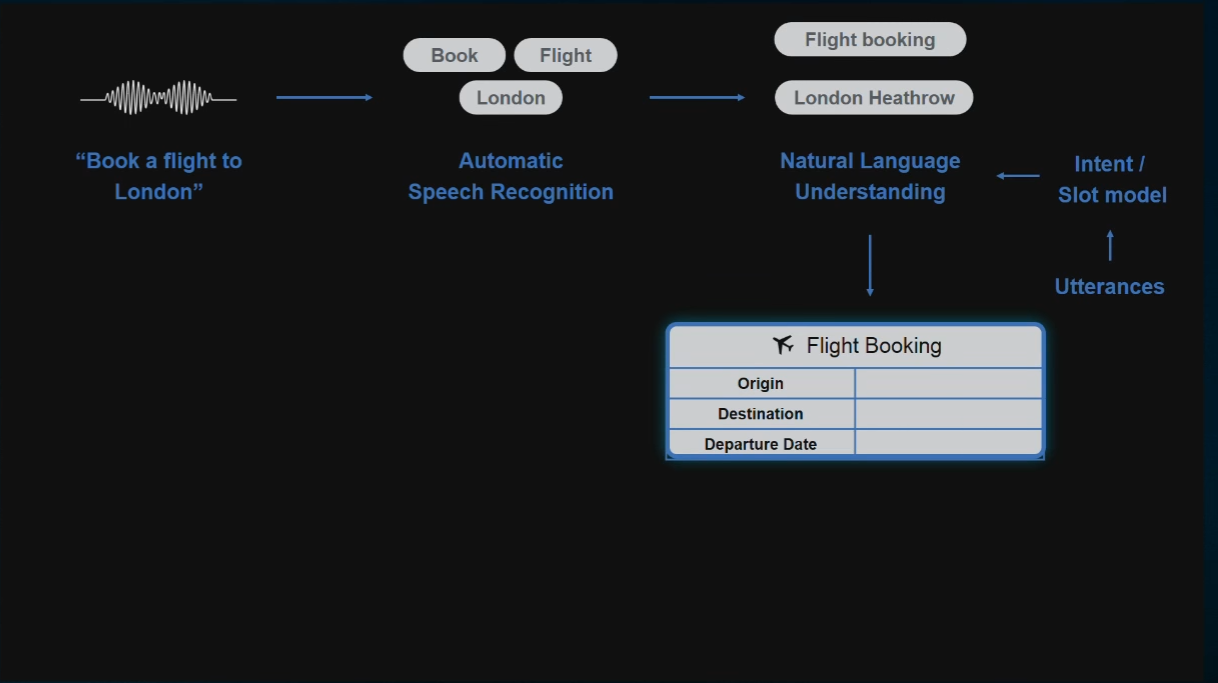 Book
Flight
London
Flight booking
London Heathrow
“Book a flight to
London”
Automatic
Speech Recognition
Natural Language
Understanding
Intent /
Slot model
Utterances
Flight Booking
Origin
Destination
Departure Date